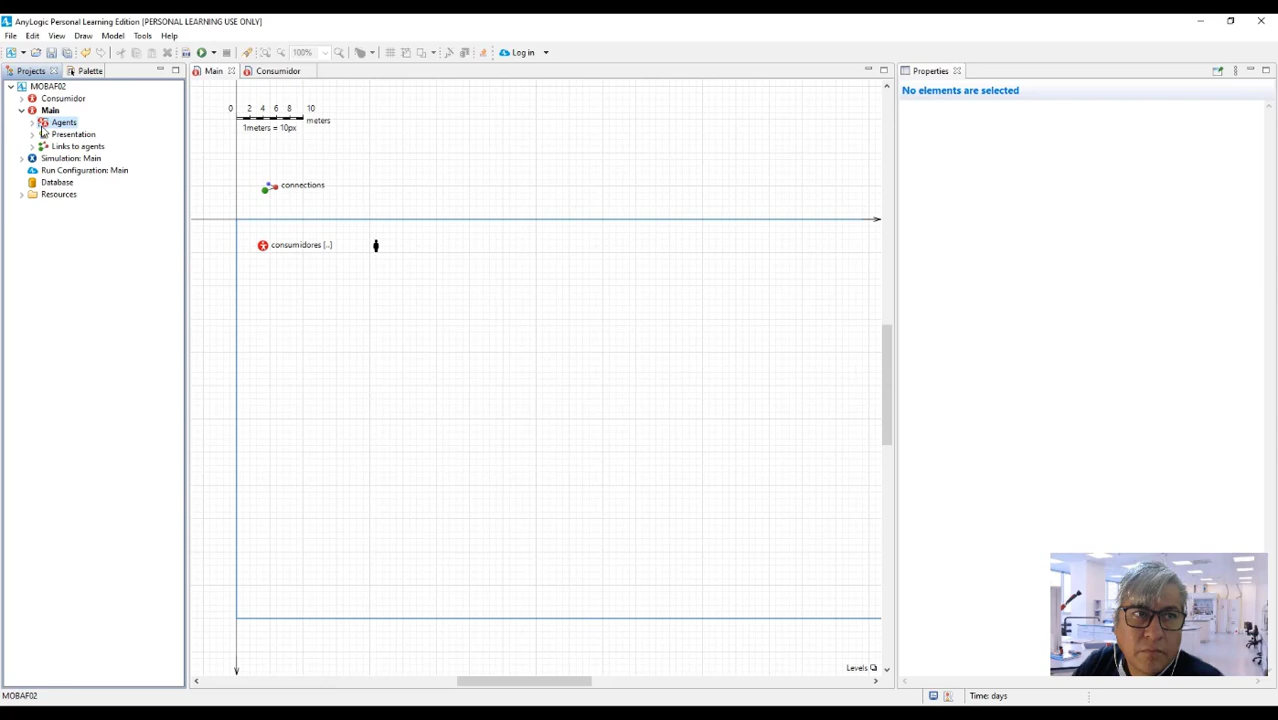 AnyLogic Personal Learning Edition [PERSONAL LEARNING USE ONLY]
File Edit View Draw Model Tools Help
100% Log in
Projects Palette Main Consumidor Properties
MOBAF02
Consumidor
Main
Agents
Presentation
Links to agents
Simulation: Main
Run Configuration: Main
Database
Resources
0 2 4 6 8 10
meters
1meters = 10px
connections
consumidores [..]
Levels
No elements are selected
MOBAF02
Time: days